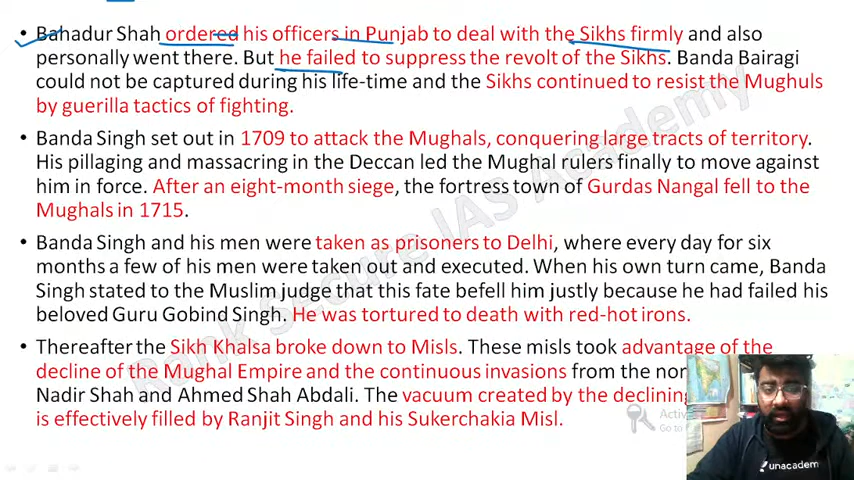 • Bahadur Shah ordered his officers in Punjab to deal with the Sikhs firmly and also
personally went there. But he failed to suppress the revolt of the Sikhs. Banda Bairagi
could not be captured during his life-time and the Sikhs continued to resist the Mughuls
by guerilla tactics of fighting.
• Banda Singh set out in 1709 to attack the Mughals, conquering large tracts of territory.
His pillaging and massacring in the Deccan led the Mughal rulers finally to move against
him in force. After an eight-month siege, the fortress town of Gurdas Nangal fell to the
Mughals in 1715.
• Banda Singh and his men were taken as prisoners to Delhi, where every day for six
months a few of his men were taken out and executed. When his own turn came, Banda
Singh stated to the Muslim judge that this fate befell him justly because he had failed his
beloved Guru Gobind Singh. He was tortured to death with red-hot irons.
• Thereafter the Sikh Khalsa broke down to Misls. These misls took advantage of the
decline of the Mughal Empire and the continuous invasions from the
Nadir Shah and Ahmed Shah Abdali. The vacuum created by the declining
is effectively filled by Ranjit Singh and his Sukerchakia Misl.
Rank Secure IAS Academy
Go to
unacademy